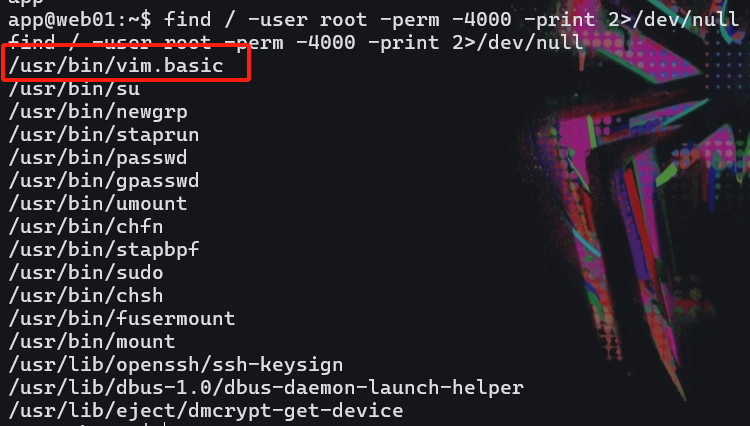 app
app@web01:~$ find / -user root -perm -4000 -print 2>/dev/null
find / -user root -perm -4000 -print 2>/dev/null
/usr/bin/vim.basic
/usr/bin/su
/usr/bin/newgrp
/usr/bin/staprun
/usr/bin/passwd
/usr/bin/gpasswd
/usr/bin/umount
/usr/bin/chfn
/usr/bin/stapbpf
/usr/bin/sudo
/usr/bin/chsh
/usr/bin/fusermount
/usr/bin/mount
/usr/lib/openssh/ssh-keysign
/usr/lib/dbus-1.0/dbus-daemon-launch-helper
/usr/lib/eject/dmcrypt-get-device